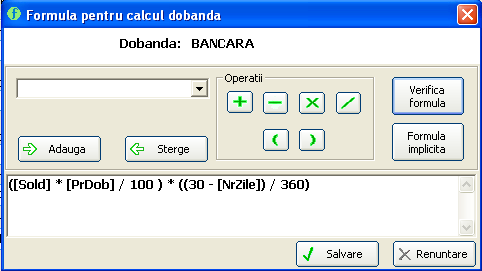 Formula pentru calcul dobanda
Dobanda: BANCARA
Operatii
Verifica
formula
Adauga
Sterge
Formula
implicita
([Sold] * [PrDob] / 100 ) * ((30 - [NrZile]) / 360)
Salvare
Renuntare